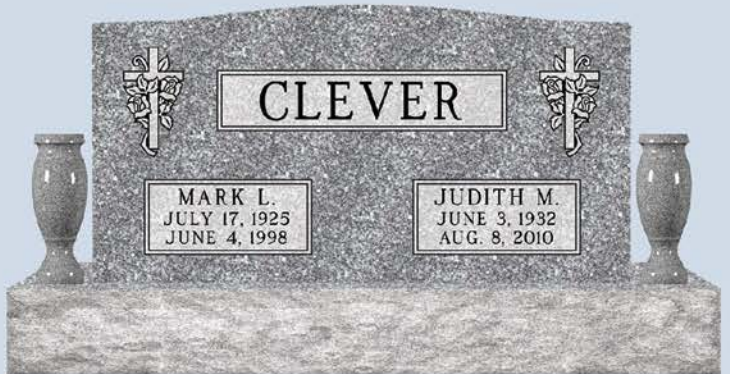 CLEVER
MARK L.
JULY 17, 1925
JUNE 4, 1998
JUDITH M.
JUNE 3, 1932
AUG. 8, 2010